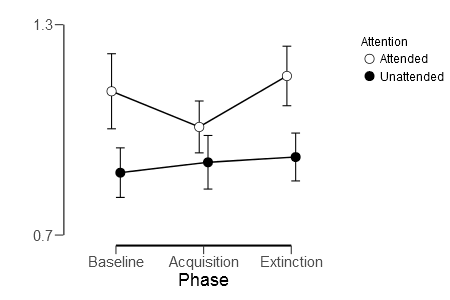 1.3
0.7
Baseline Acquisition Extinction
Phase
Attention
Attended
Unattended